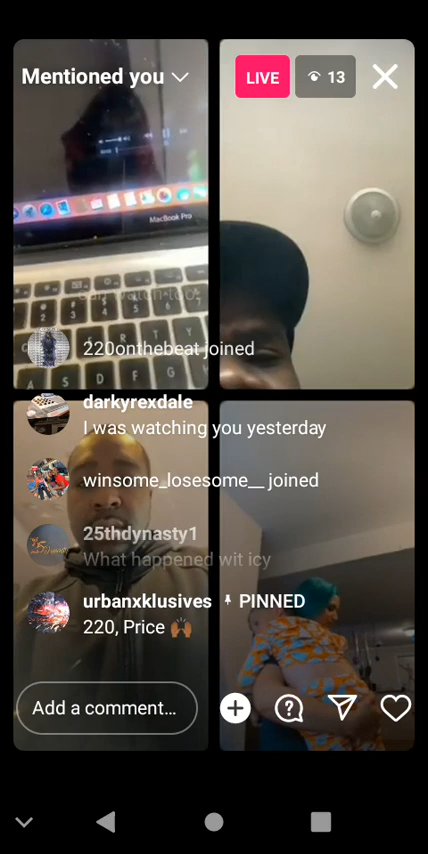 Mentioned you
LIVE
13
MacBook Pro
220onthebeat joined
darkyrexdale
I was watching you yesterday
winsome_losesome__ joined
25thdynasty1
What happened wit icy
urbanxklusives PINNED
220, Price 🙌🏾
Add a comment...